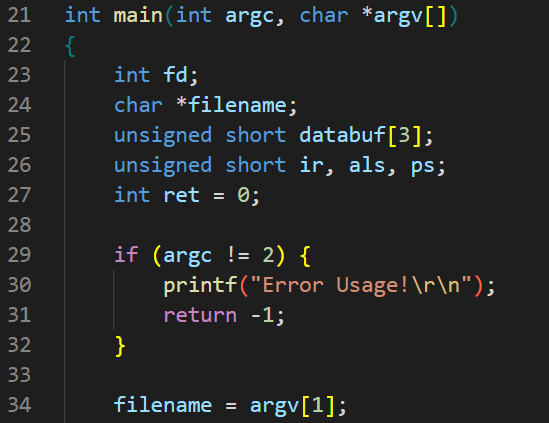 21 int main(int argc, char *argv[])
22 {
23     int fd;
24     char *filename;
25     unsigned short databuf[3];
26     unsigned short ir, als, ps;
27     int ret = 0;
28
29     if (argc != 2) {
30         printf("Error Usage!\r\n");
31         return -1;
32     }
33
34     filename = argv[1];